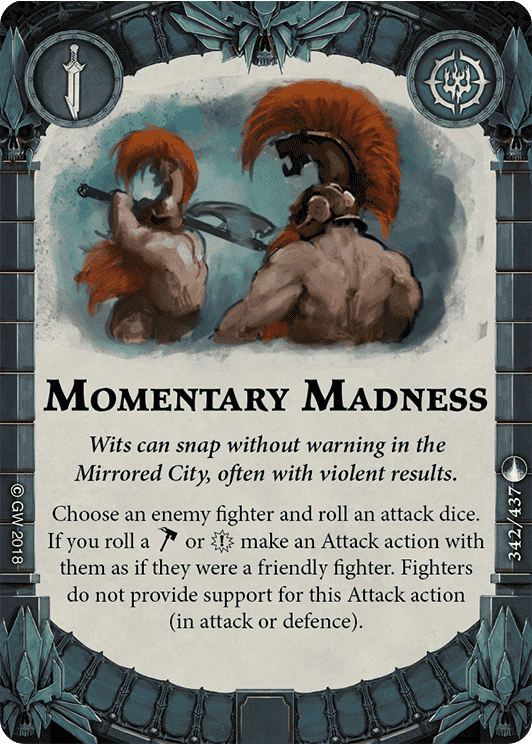 MOMENTARY MADNESS
Wits can snap without warning in the
Mirrored City, often with violent results.
Choose an enemy fighter and roll an attack dice.
If you roll a or make an Attack action with
them as if they were a friendly fighter. Fighters
do not provide support for this Attack action
(in attack or defence).
©GW 2018
342/437